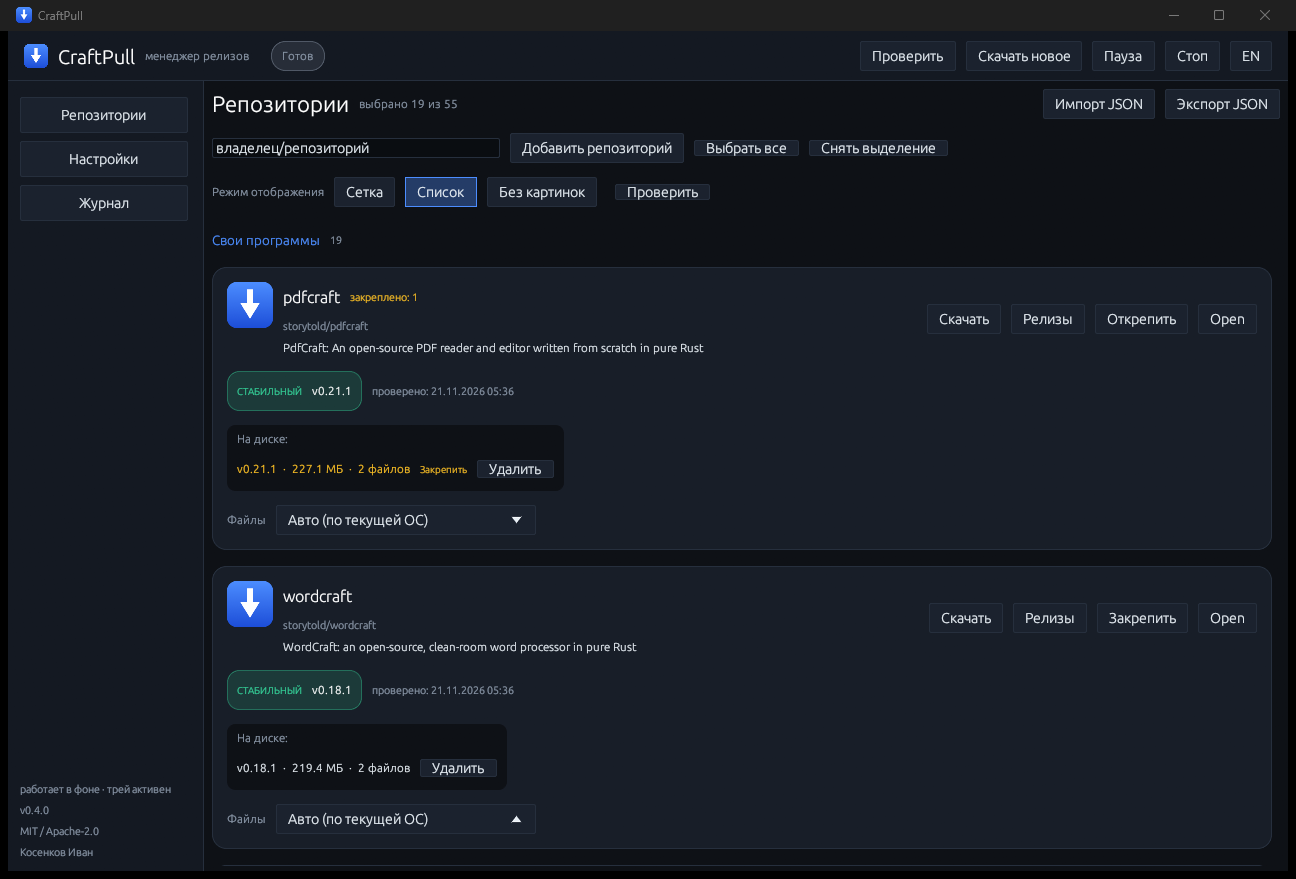 CraftPull
CraftPull менеджер релизов Готов Проверить Скачать новое Пауза Стоп EN
Репозитории
Настройки
Журнал
Репозитории выбрано 19 из 55 Импорт JSON Экспорт JSON
владелец/репозиторий Добавить репозиторий Выбрать все Снять выделение
Режим отображения Сетка Список Без картинок Проверить
Свои программы 19
pdfcraft закреплено: 1
storytold/pdfcraft
PdfCraft: An open-source PDF reader and editor written from scratch in pure Rust
Скачать Релизы Открепить Open
СТАБИЛЬНЫЙ v0.21.1 проверено: 21.11.2026 05:36
На диске:
v0.21.1 · 227.1 МБ · 2 файлов Закрепить Удалить
Файлы Авто (по текущей ОС)
wordcraft
storytold/wordcraft
WordCraft: an open-source, clean-room word processor in pure Rust
Скачать Релизы Закрепить Open
СТАБИЛЬНЫЙ v0.18.1 проверено: 21.11.2026 05:36
На диске:
v0.18.1 · 219.4 МБ · 2 файлов Удалить
Файлы Авто (по текущей ОС)
работает в фоне · трей активен
v0.4.0
MIT / Apache-2.0
Косенков Иван